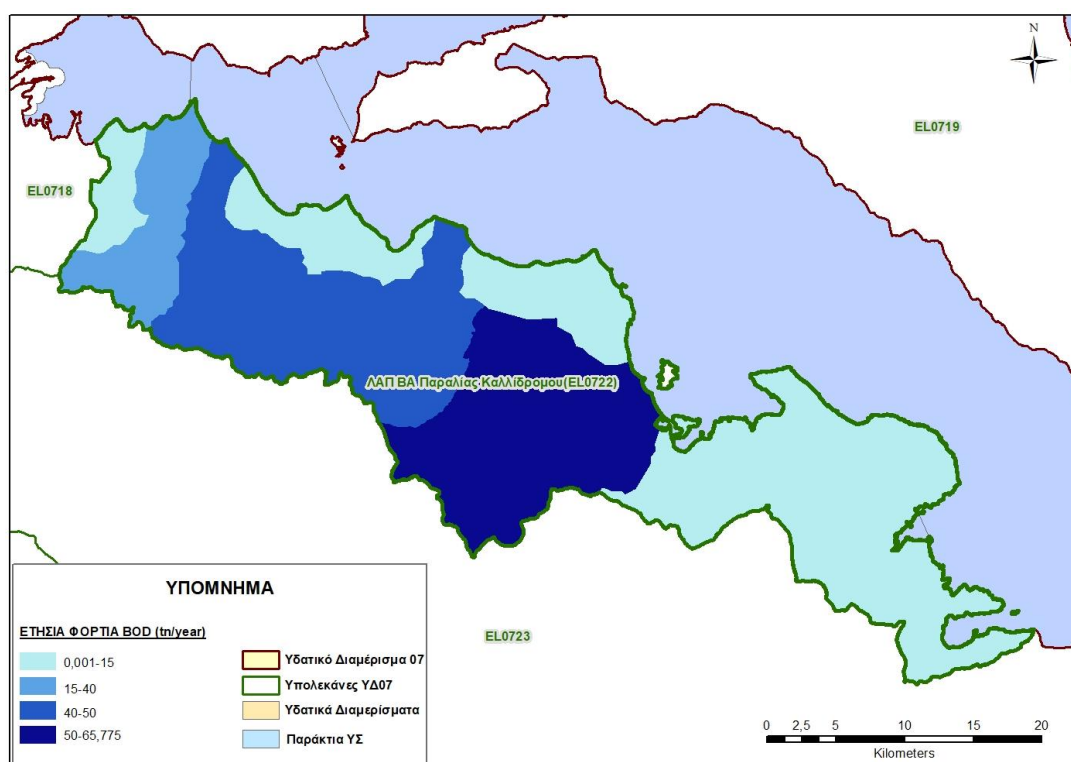 N
EL0719
EL0718
ΛΑΠ ΒΑ Παραλίας Καλλίδρομου(EL0722)
EL0723
ΥΠΟΜΝΗΜΑ
ΕΤΗΣΙΑ ΦΟΡΤΙΑ BOD (tn/year)
0,001-15
15-40
40-50
50-65,775
Υδατικό Διαμέρισμα 07
Υπολεκάνες ΥΔ07
Υδατικά Διαμερίσματα
Παράκτια ΥΣ
0 2,5 5 10 15 20
Kilometers